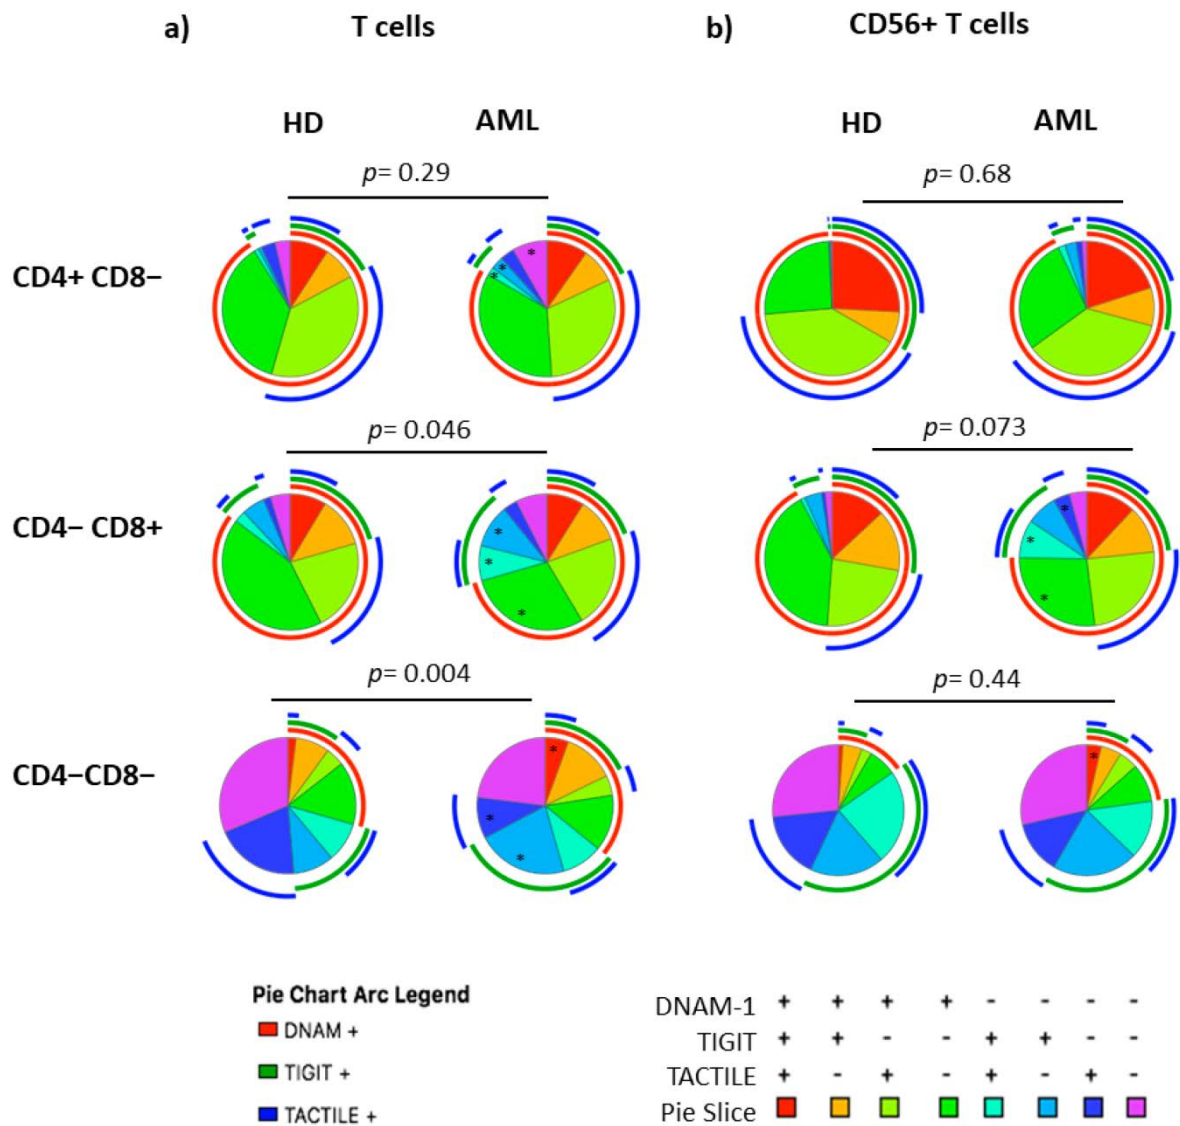 a) T cells b) CD56+ T cells
HD AML HD AML
p= 0.29 p= 0.68
CD4+ CD8−
* * *
p= 0.046 p= 0.073
CD4− CD8+
* * * * * *
p= 0.004 p= 0.44
CD4−CD8−
* * * *
Pie Chart Arc Legend
DNAM +
TIGIT +
TACTILE +
DNAM-1 + + + + - - - -
TIGIT + + - - + + - -
TACTILE + - + - + - + -
Pie Slice